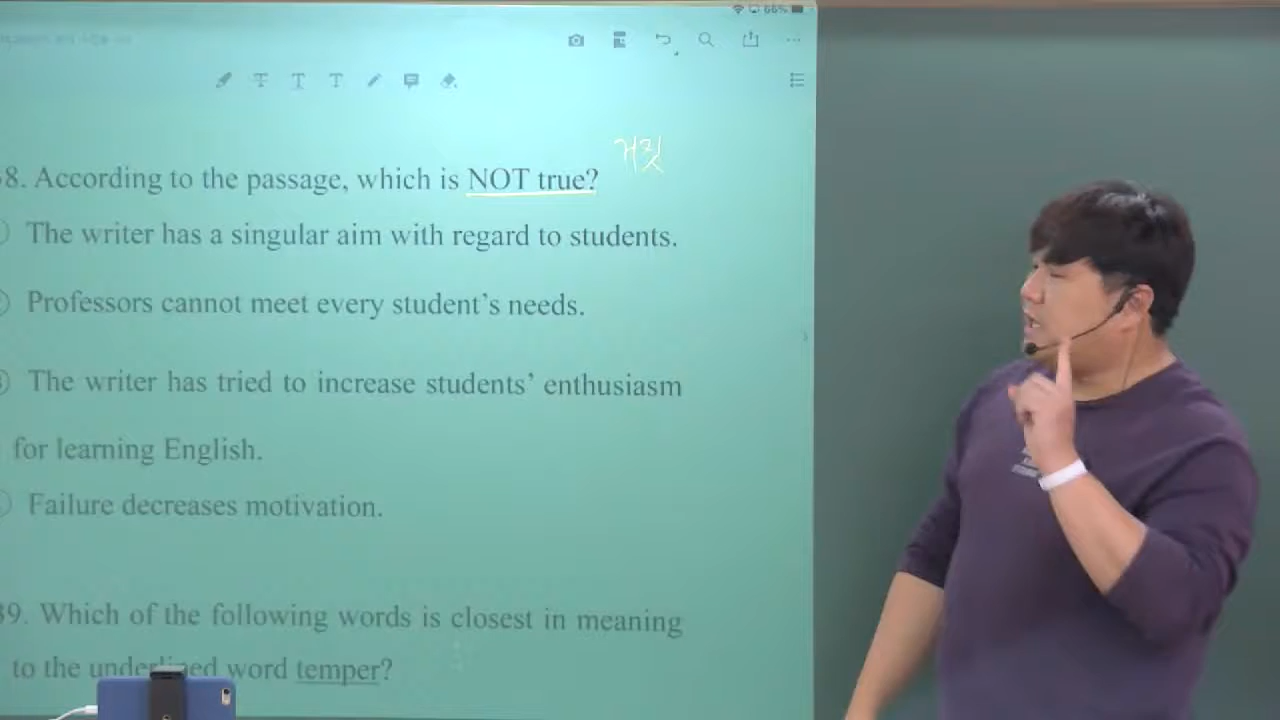 66%
거짓
8. According to the passage, which is NOT true?
The writer has a singular aim with regard to students.
Professors cannot meet every student's needs.
The writer has tried to increase students' enthusiasm
for learning English.
Failure decreases motivation.
39. Which of the following words is closest in meaning
to the underlined word temper?